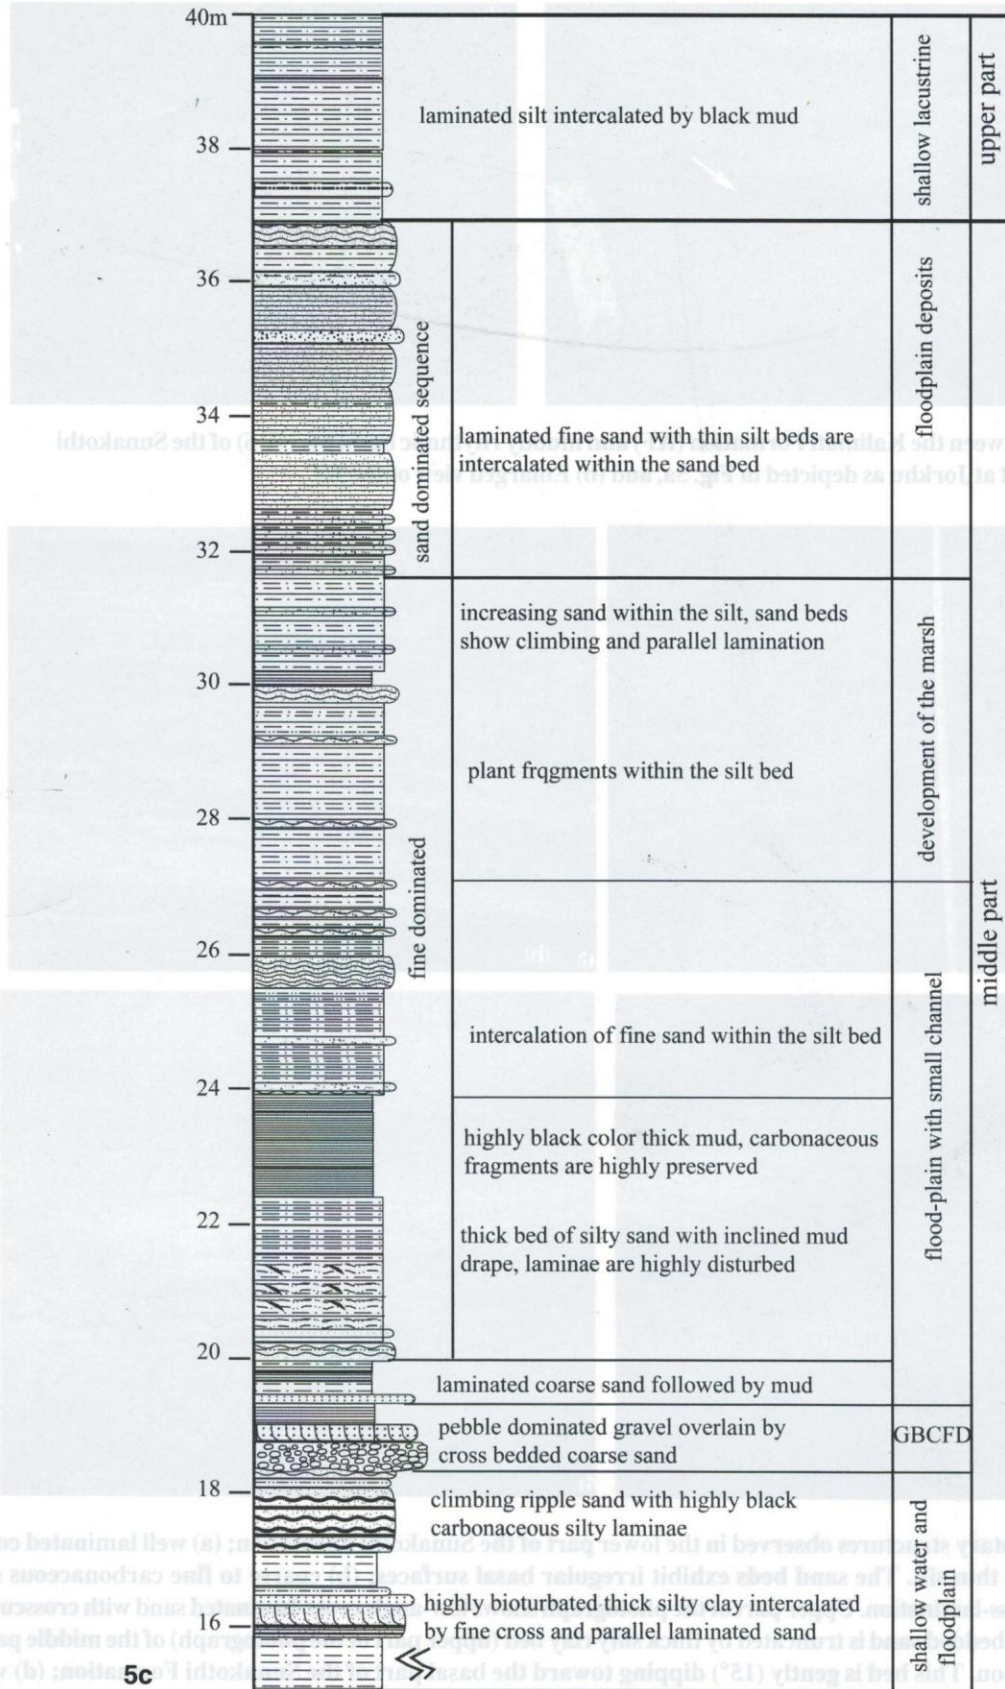 40m
38
36
34
32
30
28
26
24
22
20
18
16
laminated silt intercalated by black mud
shallow lacustrine
upper part
sand dominated sequence
laminated fine sand with thin silt beds are
intercalated within the sand bed
floodplain deposits
increasing sand within the silt, sand beds
show climbing and parallel lamination
plant frqgments within the silt bed
development of the marsh
fine dominated
intercalation of fine sand within the silt bed
highly black color thick mud, carbonaceous
fragments are highly preserved
thick bed of silty sand with inclined mud
drape, laminae are highly disturbed
flood-plain with small channel
middle part
laminated coarse sand followed by mud
pebble dominated gravel overlain by
cross bedded coarse sand
GBCFD
climbing ripple sand with highly black
carbonaceous silty laminae
highly bioturbated thick silty clay intercalated
by fine cross and parallel laminated sand
shallow water and
floodplain
5c